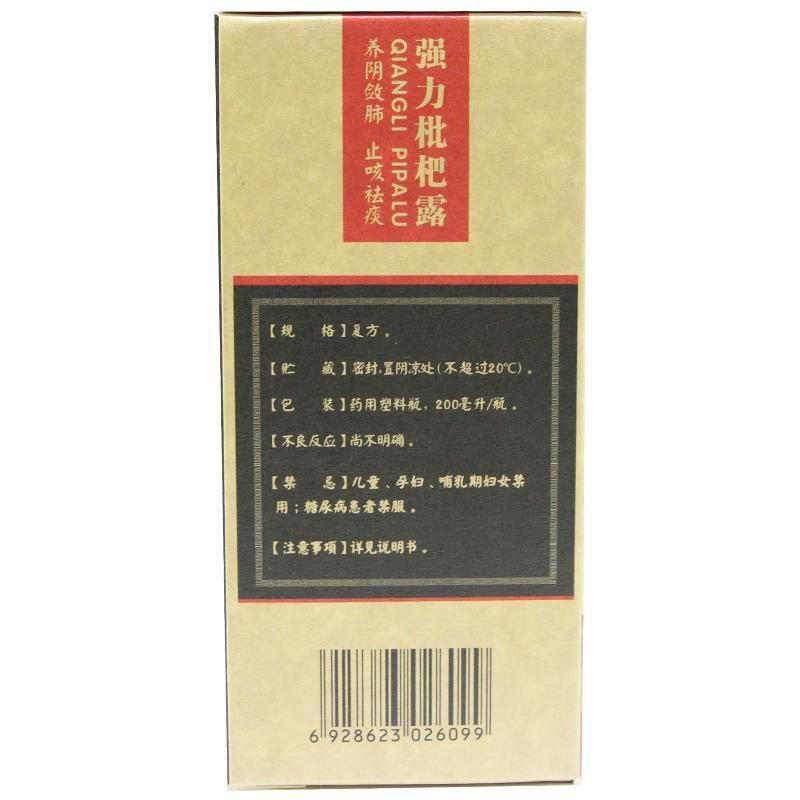 强力枇杷露
QIANGLI PIPALU
养阴敛肺 止咳祛痰
【规格】复方。
【贮藏】密封,置阴凉处(不超过20℃)。
【包装】药用塑料瓶,200毫升/瓶。
【不良反应】尚不明确。
【禁忌】儿童、孕妇、哺乳期妇女禁
用;糖尿病患者禁服。
【注意事項】详見说明书。
6 928623 026099